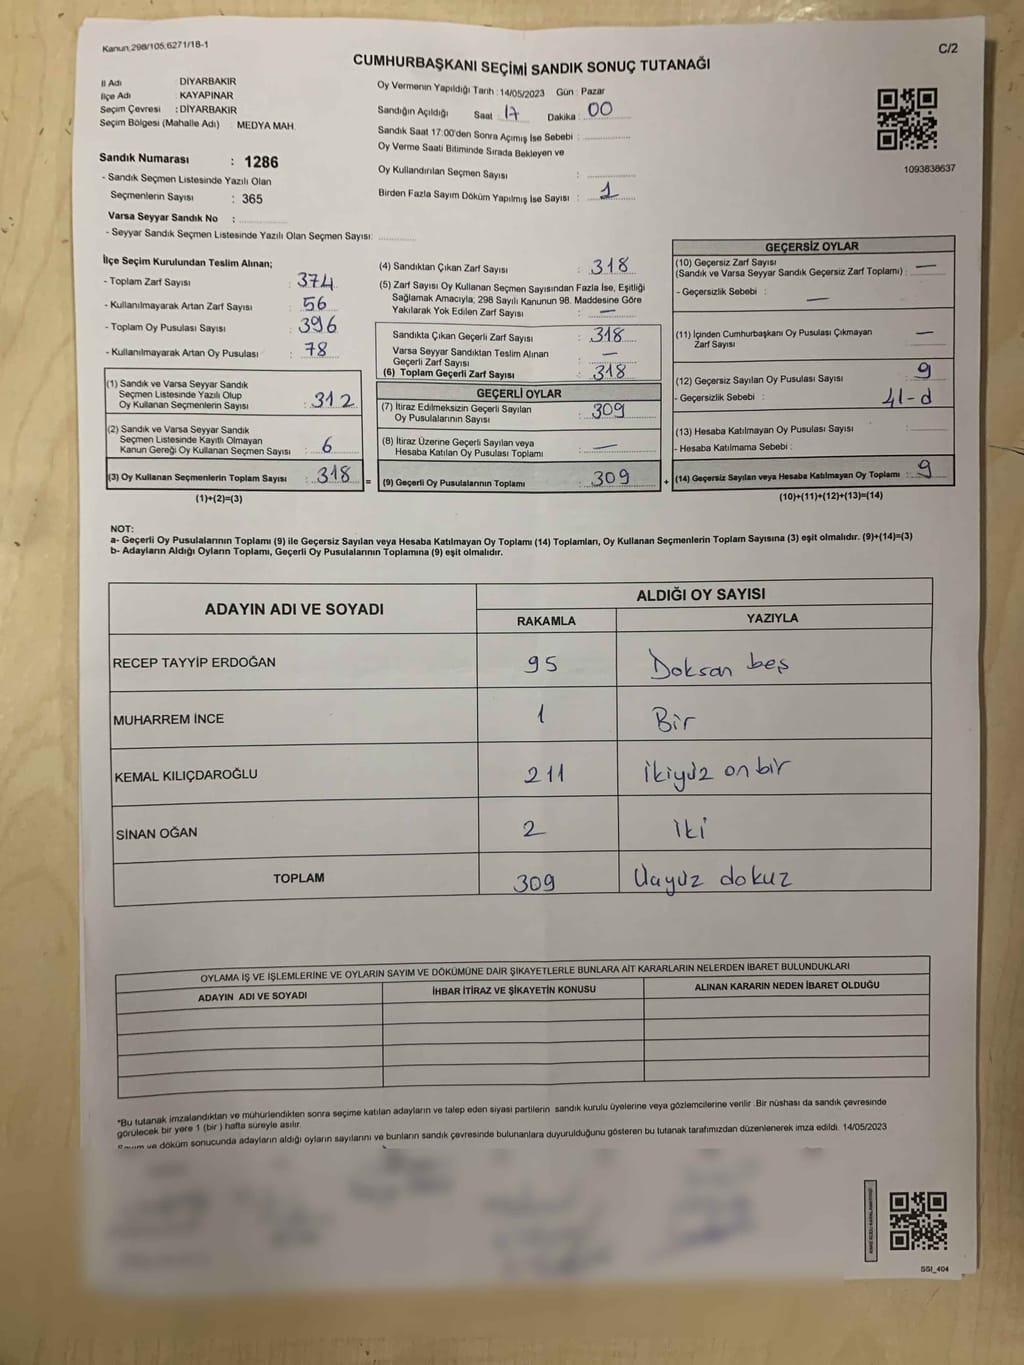 Kanun,298/105,6271/18-1
C/2
CUMHURBAŞKANI SEÇİMİ SANDIK SONUÇ TUTANAĞI
İl Adı : DİYARBAKIR
İlçe Adı : KAYAPINAR
Seçim Çevresi : DİYARBAKIR
Seçim Bölgesi (Mahalle Adı) : MEDYA MAH.
Oy Vermenin Yapıldığı Tarih : 14/05/2023 Gün : Pazar
Sandığın Açıldığı Saat 17 Dakika : 00
Sandık Saat 17:00'den Sonra Açımış İse Sebebi :
Oy Verme Saati Bitiminde Sırada Bekleyen ve
Oy Kullandırılan Seçmen Sayısı :
Birden Fazla Sayım Döküm Yapılmış İse Sayısı : 1
1093838637
Sandık Numarası : 1286
- Sandık Seçmen Listesinde Yazılı Olan
Seçmenlerin Sayısı : 365
Varsa Seyyar Sandık No :
- Seyyar Sandık Seçmen Listesinde Yazılı Olan Seçmen Sayısı:
İlçe Seçim Kurulundan Teslim Alınan;
- Toplam Zarf Sayısı : 374
- Kullanılmayarak Artan Zarf Sayısı : 56
- Toplam Oy Pusulası Sayısı : 396
- Kullanılmayarak Artan Oy Pusulası : 78
(1) Sandık ve Varsa Seyyar Sandık
Seçmen Listesinde Yazılı Olup
Oy Kullanan Seçmenlerin Sayısı : 312
(2) Sandık ve Varsa Seyyar Sandık
Seçmen Listesinde Kayıtlı Olmayan
Kanun Gereği Oy Kullanan Seçmen Sayısı : 6
(3) Oy Kullanan Seçmenlerin Toplam Sayısı : 318
(1)+(2)=(3)
=
(4) Sandıktan Çıkan Zarf Sayısı : 318
(5) Zarf Sayısı Oy Kullanan Seçmen Sayısından Fazla İse, Eşitliği
Sağlamak Amacıyla, 298 Sayılı Kanunun 98. Maddesine Göre
Yakılarak Yok Edilen Zarf Sayısı : —
Sandıkta Çıkan Geçerli Zarf Sayısı : 318
Varsa Seyyar Sandıktan Teslim Alınan
Geçerli Zarf Sayısı : —
(6) Toplam Geçerli Zarf Sayısı : 318
GEÇERLİ OYLAR
(7) İtiraz Edilmeksizin Geçerli Sayılan
Oy Pusulalarının Sayısı : 309
(8) İtiraz Üzerine Geçerli Sayılan veya
Hesaba Katılan Oy Pusulası Toplamı : —
(9) Geçerli Oy Pusulalarının Toplamı : 309
+
GEÇERSİZ OYLAR
(10) Geçersiz Zarf Sayısı
(Sandık ve Varsa Seyyar Sandık Geçersiz Zarf Toplamı) : —
- Geçersizlik Sebebi : —
(11) İçinden Cumhurbaşkanı Oy Pusulası Çıkmayan
Zarf Sayısı : —
(12) Geçersiz Sayılan Oy Pusulası Sayısı : 9
- Geçersizlik Sebebi : 41-d
(13) Hesaba Katılmayan Oy Pusulası Sayısı :
- Hesaba Katılmama Sebebi :
(14) Geçersiz Sayılan veya Hesaba Katılmayan Oy Toplamı : 9
(10)+(11)+(12)+(13)=(14)
NOT:
a- Geçerli Oy Pusulalarının Toplamı (9) ile Geçersiz Sayılan veya Hesaba Katılmayan Oy Toplamı (14) Toplamları, Oy Kullanan Seçmenlerin Toplam Sayısına (3) eşit olmalıdır. (9)+(14)=(3)
b- Adayların Aldığı Oyların Toplamı, Geçerli Oy Pusulalarının Toplamına (9) eşit olmalıdır.
ADAYIN ADI VE SOYADI ALDIĞI OY SAYISI
RAKAMLA YAZIYLA
RECEP TAYYİP ERDOĞAN 95 Doksan beş
MUHARREM İNCE 1 Bir
KEMAL KILIÇDAROĞLU 211 İkiyüz on bir
SİNAN OĞAN 2 iki
TOPLAM 309 Üçyüz dokuz
OYLAMA İŞ VE İŞLEMLERİNE VE OYLARIN SAYIM VE DÖKÜMÜNE DAİR ŞİKAYETLERLE BUNLARA AİT KARARLARIN NELERDEN İBARET BULUNDUKLARI
ADAYIN ADI VE SOYADI İHBAR İTİRAZ VE ŞİKAYETİN KONUSU ALINAN KARARIN NEDEN İBARET OLDUĞU
*Bu tutanak imzalandıktan ve mühürlendikten sonra seçime katılan adayların ve talep eden siyasi partilerin sandık kurulu üyelerine veya gözlemcilerine verilir .Bir nüshası da sandık çevresinde
görülecek bir yere 1 (bir ) hafta süreyle asılır.
Sayım ve döküm sonucunda adayların aldığı oyların sayılarını ve bunların sandık çevresinde bulunanlara duyurulduğunu gösteren bu tutanak tarafımızdan düzenlenerek imza edildi. 14/05/2023
SSI_404